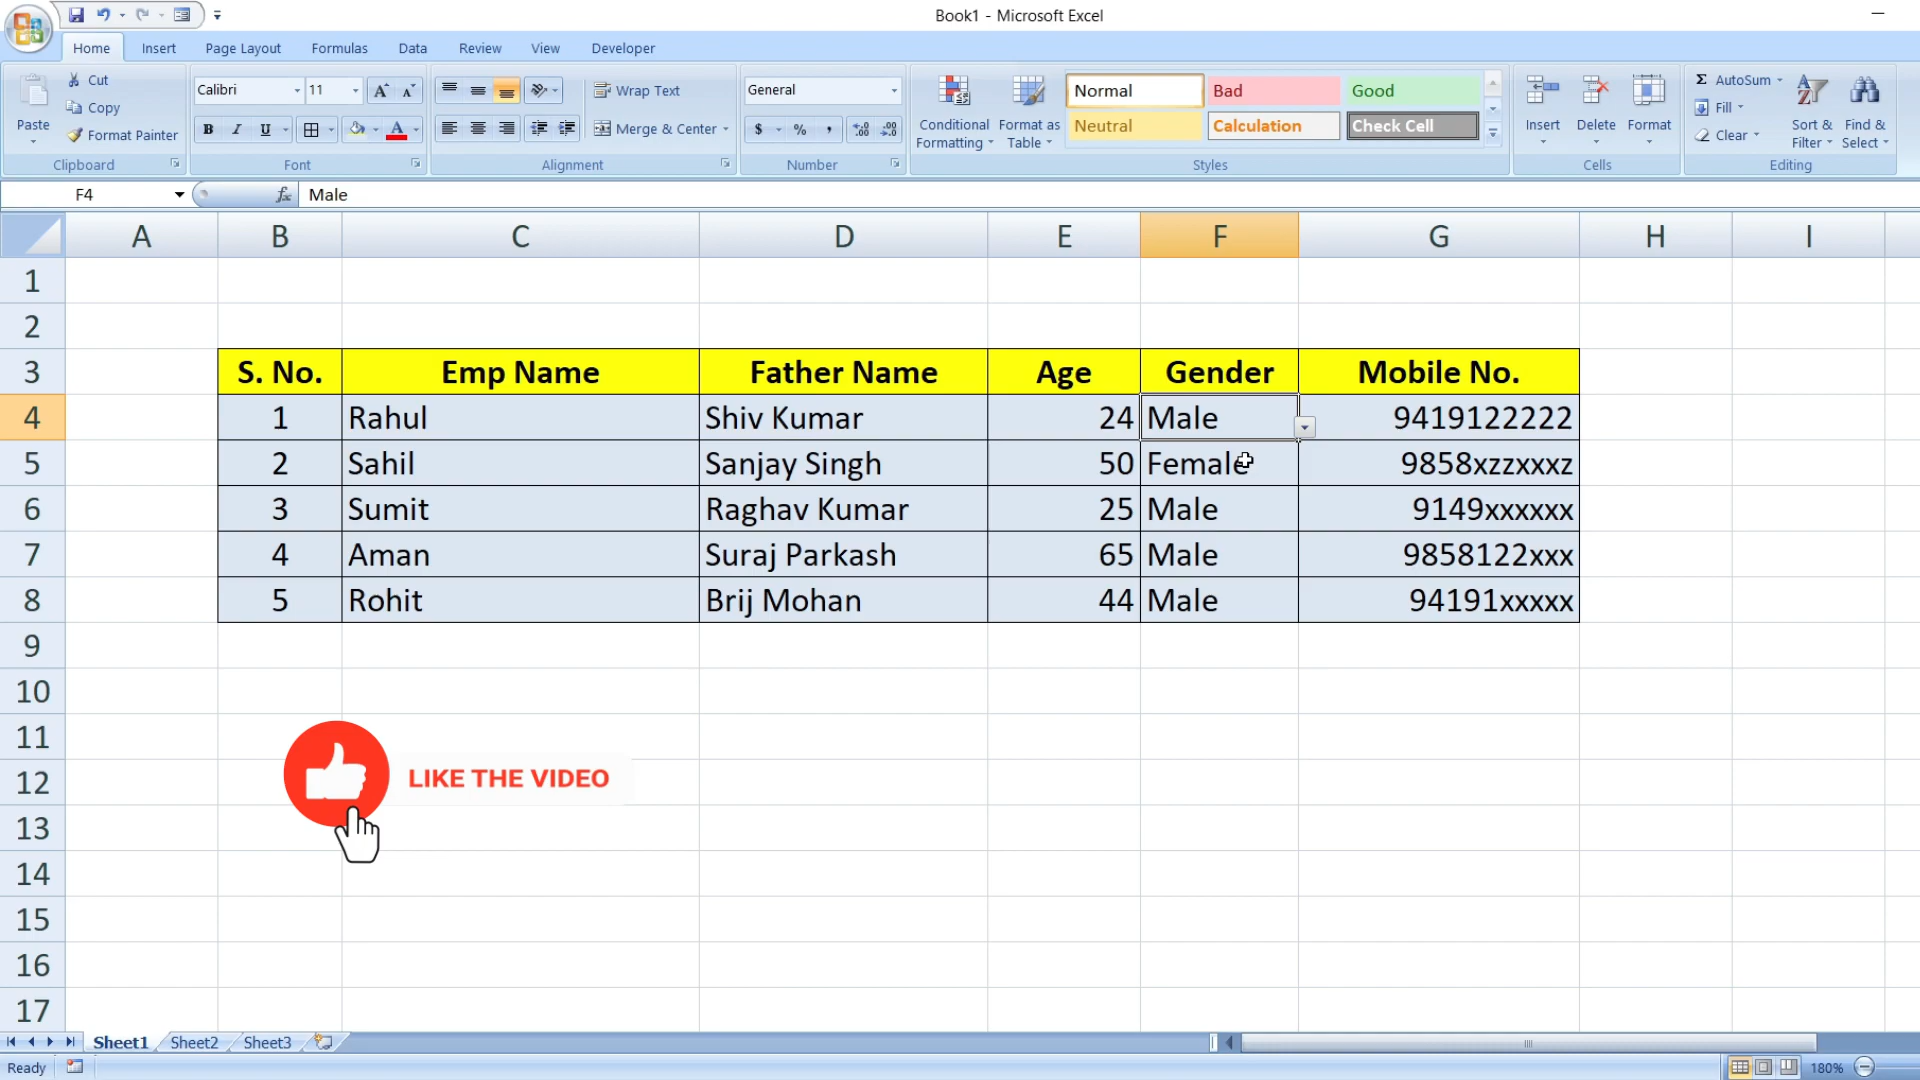 Book1 - Microsoft Excel
Home Insert Page Layout Formulas Data Review View Developer
Paste
Cut
Copy
Format Painter
Clipboard
Calibri 11
B I U
Font
Wrap Text
Merge & Center
Alignment
General
$ % ,
Number
Conditional Formatting
Format as Table
Normal Bad Good
Neutral Calculation Check Cell
Styles
Insert Delete Format
Cells
AutoSum
Fill
Clear
Sort & Filter
Find & Select
Editing
F4 fx Male
A B C D E F G H I
1
2
3 S. No. Emp Name Father Name Age Gender Mobile No.
4 1 Rahul Shiv Kumar 24 Male 9419122222
5 2 Sahil Sanjay Singh 50 Female 9858xzzxxxz
6 3 Sumit Raghav Kumar 25 Male 9149xxxxxx
7 4 Aman Suraj Parkash 65 Male 9858122xxx
8 5 Rohit Brij Mohan 44 Male 94191xxxxx
9
10
11
12 LIKE THE VIDEO
13
14
15
16
17
Sheet1 Sheet2 Sheet3
Ready 180%